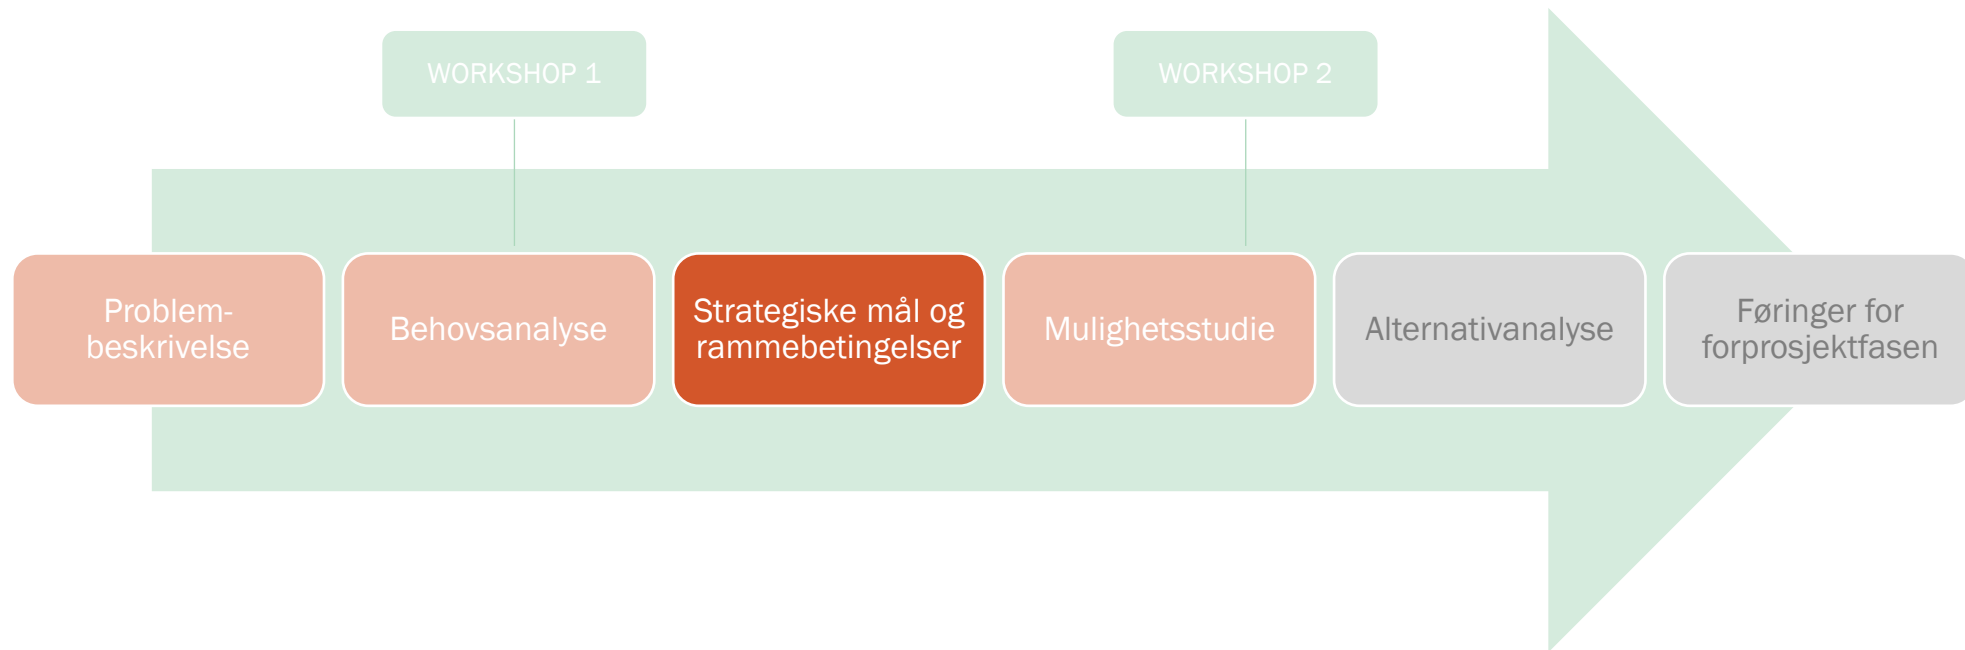 WORKSHOP 1
WORKSHOP 2
Problem-
beskrivelse
Behovsanalyse
Strategiske mål og
rammebetingelser
Mulighetsstudie
Alternativanalyse
Føringer for
forprosjektfasen